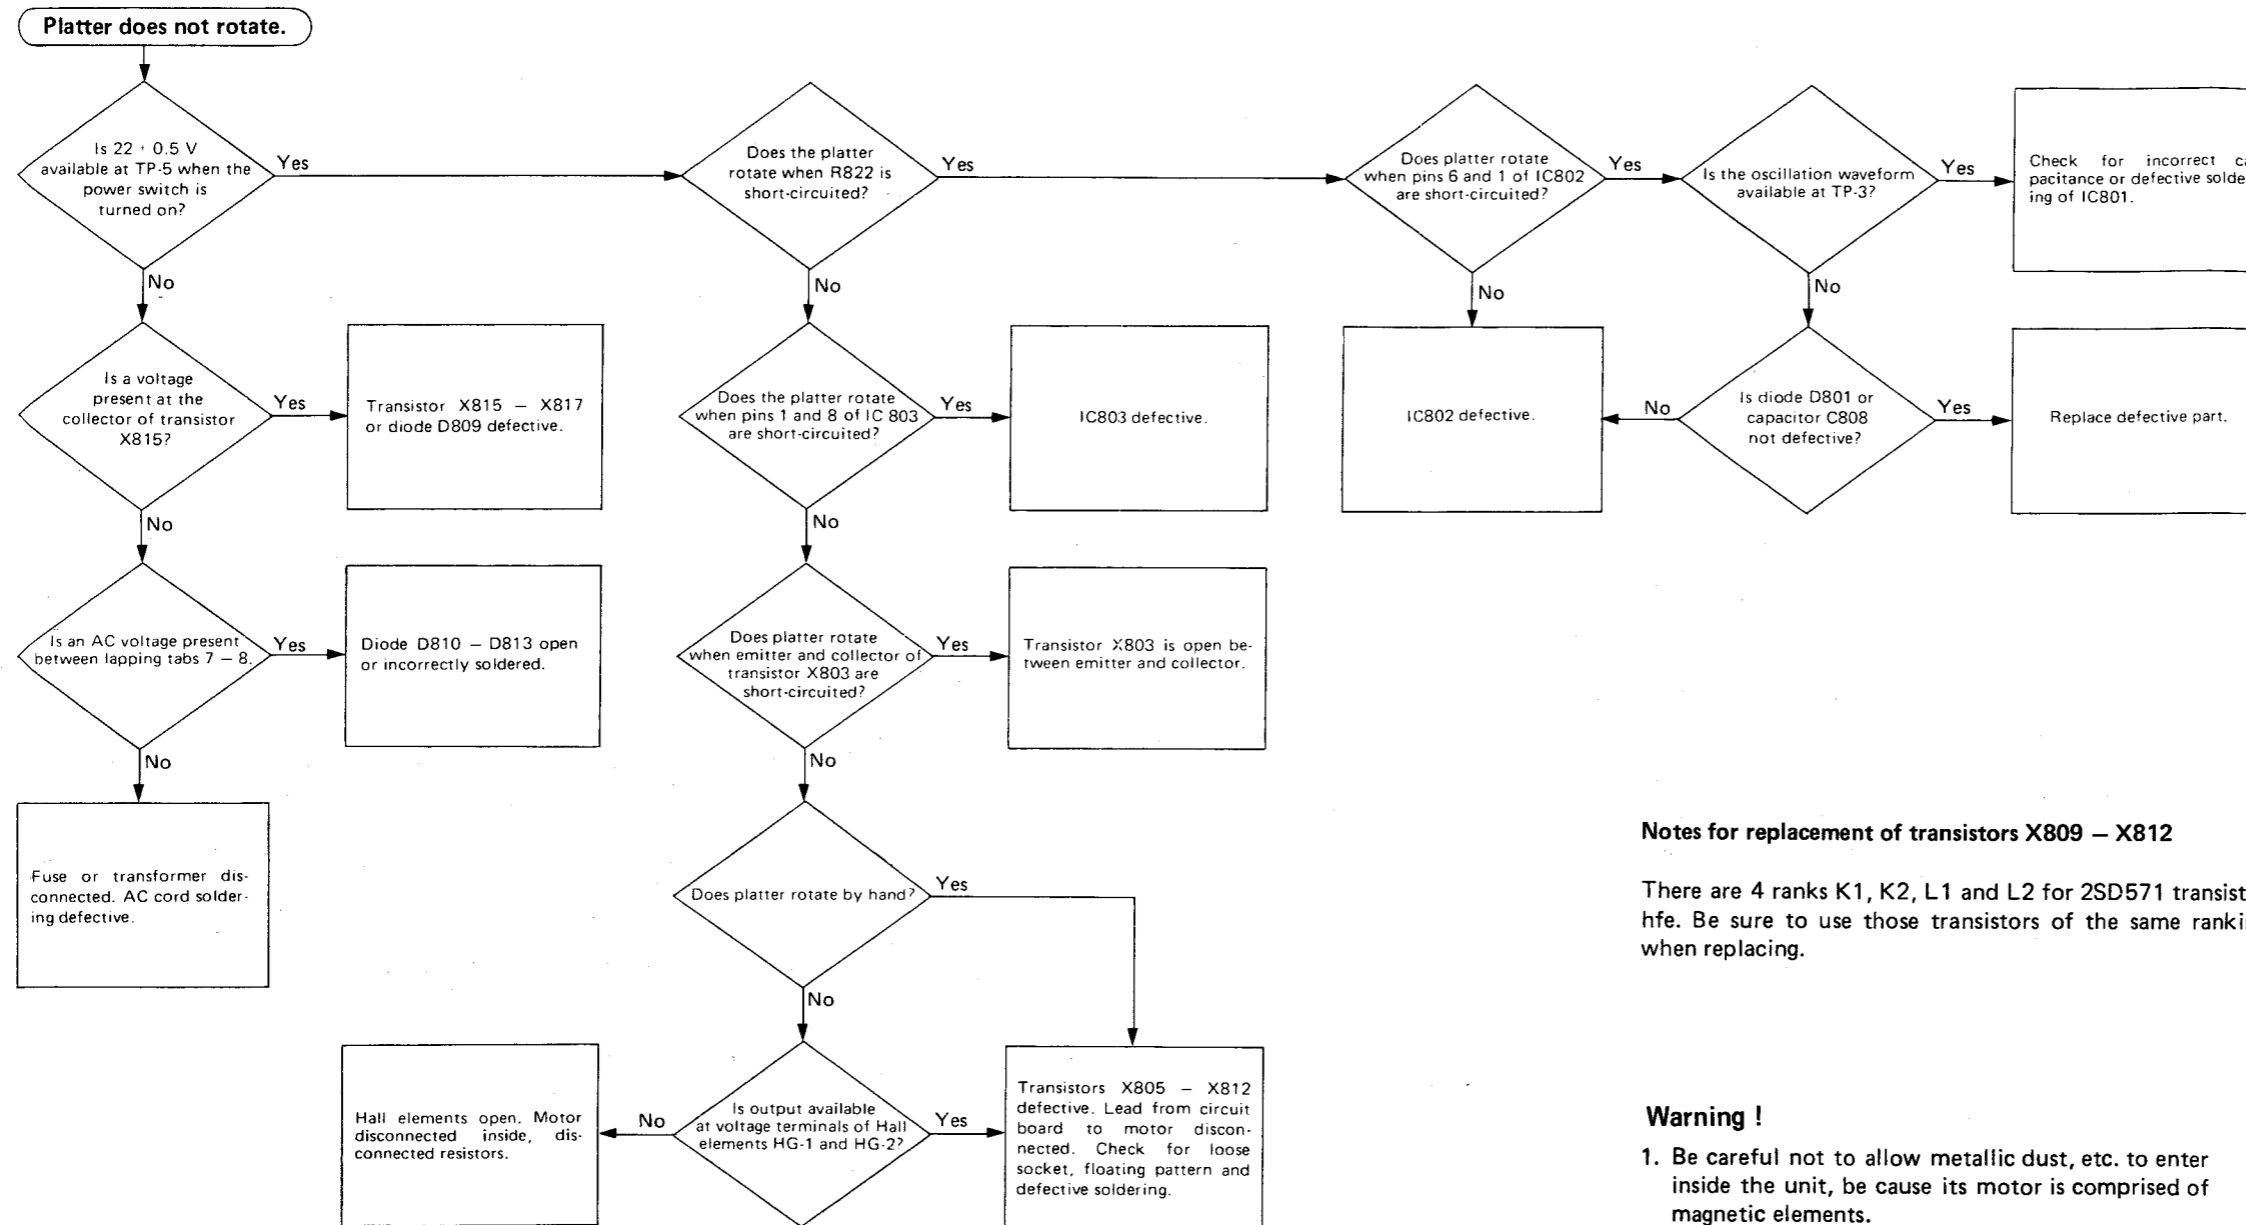 Platter does not rotate.
Is 22 + 0.5 V
available at TP-5 when the
power switch is
turned on?
Yes
No
Does the platter
rotate when R822 is
short-circuited?
Yes
No
Does platter rotate
when pins 6 and 1 of IC802
are short-circuited?
Yes
No
Is the oscillation waveform
available at TP-3?
Yes
No
Check for incorrect ca
pacitance or defective solde
ing of IC801.
Is a voltage
present at the
collector of transistor
X815?
Yes
No
Transistor X815 – X817
or diode D809 defective.
Does the platter rotate
when pins 1 and 8 of IC 803
are short-circuited?
Yes
No
IC803 defective.
IC802 defective.
No
Is diode D801 or
capacitor C808
not defective?
Yes
Replace defective part.
Is an AC voltage present
between lapping tabs 7 – 8.
Yes
No
Diode D810 – D813 open
or incorrectly soldered.
Does platter rotate
when emitter and collector of
transistor X803 are
short-circuited?
Yes
No
Transistor X803 is open be-
tween emitter and collector.
Fuse or transformer dis-
connected. AC cord solder-
ing defective.
Does platter rotate by hand?
Yes
No
Hall elements open. Motor
disconnected inside, dis-
connected resistors.
No
Is output available
at voltage terminals of Hall
elements HG-1 and HG-2?
Yes
Transistors X805 – X812
defective. Lead from circuit
board to motor discon-
nected. Check for loose
socket, floating pattern and
defective soldering.
Notes for replacement of transistors X809 – X812
There are 4 ranks K1, K2, L1 and L2 for 2SD571 transist
hfe. Be sure to use those transistors of the same ranki
when replacing.
Warning !
1. Be careful not to allow metallic dust, etc. to enter
inside the unit, be cause its motor is comprised of
magnetic elements.